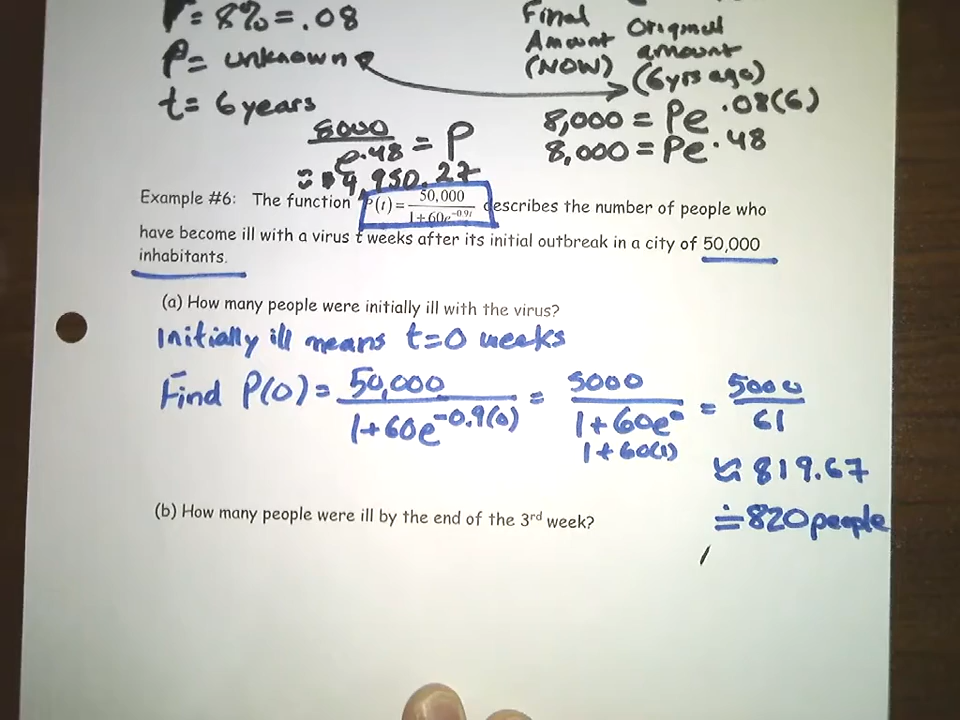 r = 8% = .08
P = unknown
t = 6 years
Final Amount (NOW)
Original amount (6yrs ago)
8,000 = Pe .08(6)
8,000 = Pe .48
8000 / e .48 = P
≈ 4,950.27
Example #6: The function P(t) = 50,000 / 1+60e^-0.9t describes the number of people who
have become ill with a virus t weeks after its initial outbreak in a city of 50,000
inhabitants.
(a) How many people were initially ill with the virus?
Initially ill means t=0 weeks
Find P(0) = 50,000 / 1+60e^-0.9(0) = 5000 / 1+60e^0 = 5000 / 61
1+60(1)
≈ 819.67
≐ 820 people
(b) How many people were ill by the end of the 3rd week?